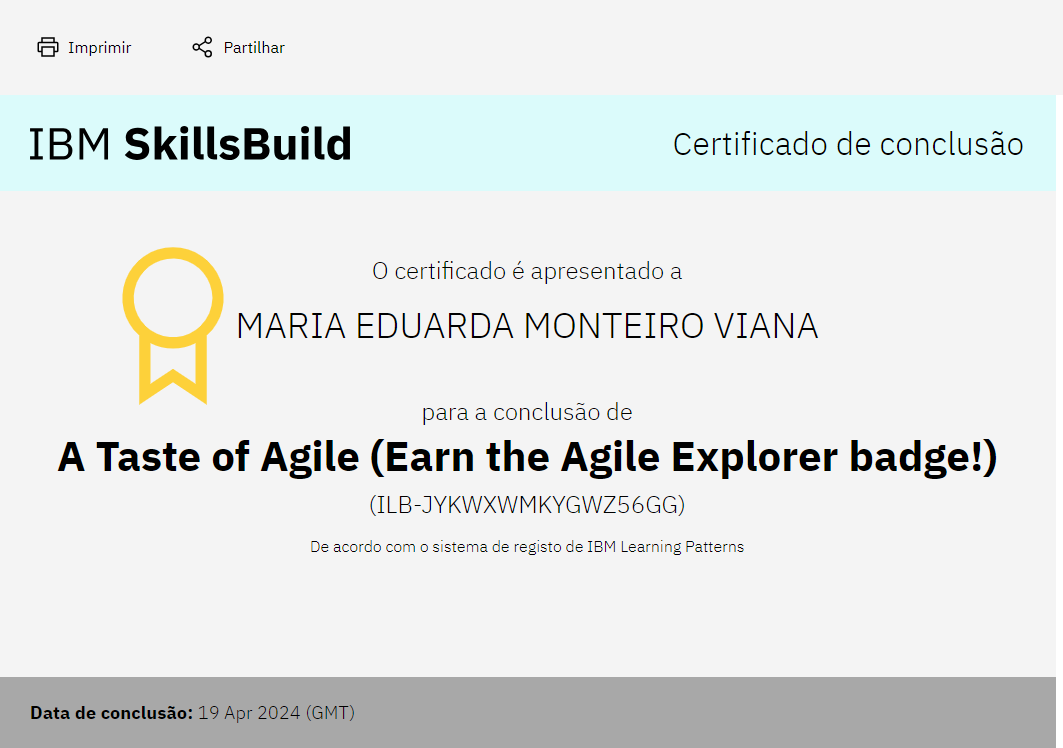 Imprimir Partilhar
IBM SkillsBuild Certificado de conclusão
O certificado é apresentado a
MARIA EDUARDA MONTEIRO VIANA
para a conclusão de
A Taste of Agile (Earn the Agile Explorer badge!)
(ILB-JYKWXWMKYGWZ56GG)
De acordo com o sistema de registo de IBM Learning Patterns
Data de conclusão: 19 Apr 2024 (GMT)